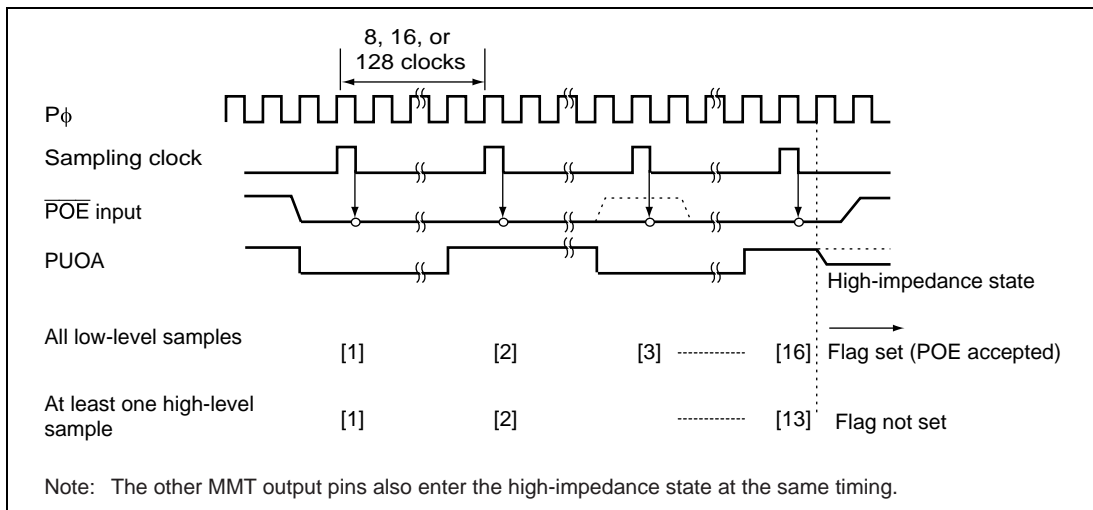 8, 16, or
128 clocks
Pϕ
Sampling clock
P̅O̅E̅ input
PUOA
High-impedance state
All low-level samples
[1] [2] [3] [16] Flag set (POE accepted)
At least one high-level
sample
[1] [2] [13] Flag not set
Note: The other MMT output pins also enter the high-impedance state at the same timing.